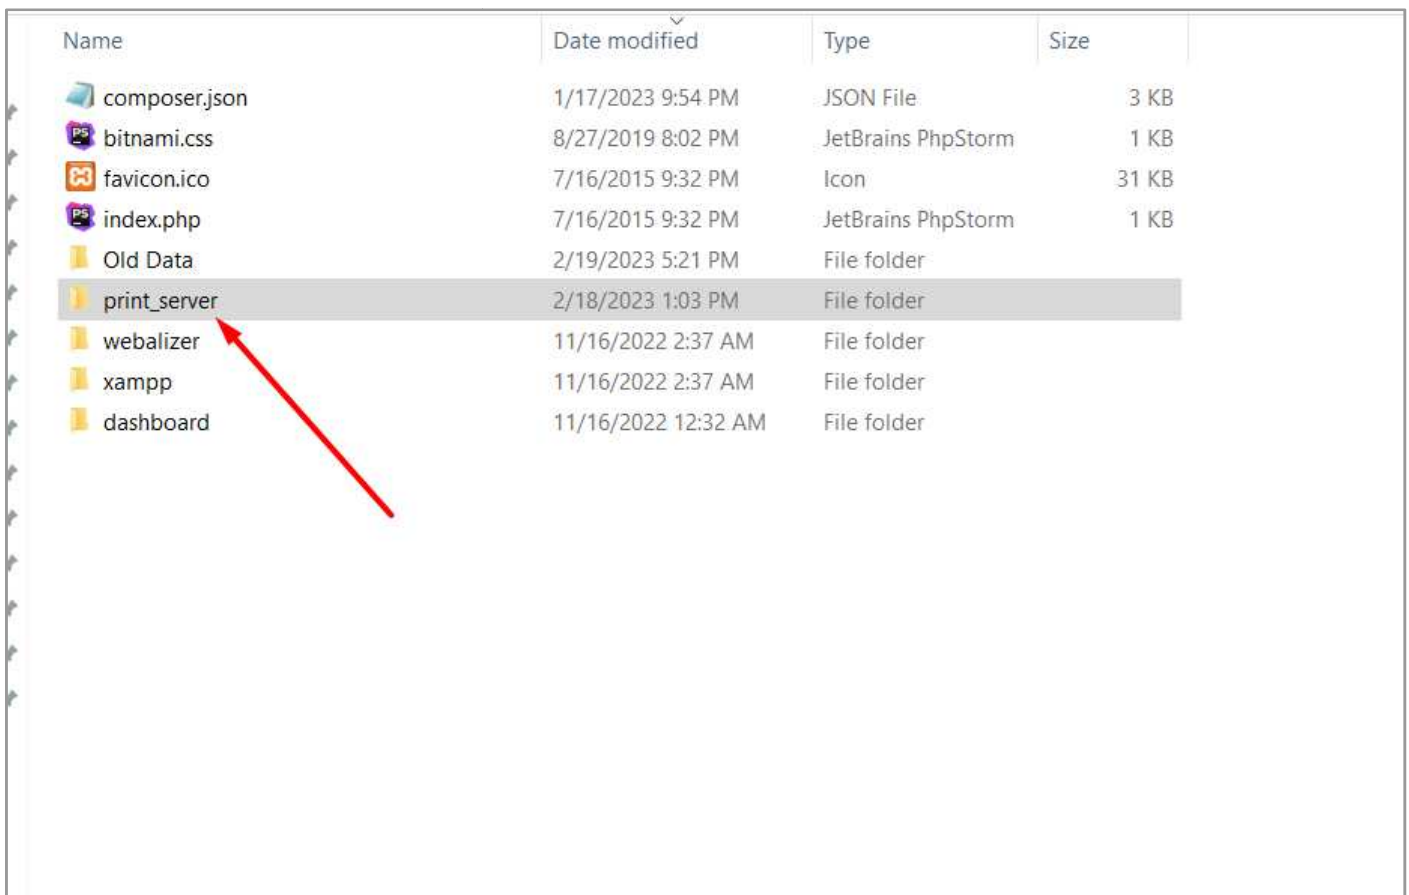 Name Date modified Type Size
composer.json 1/17/2023 9:54 PM JSON File 3 KB
bitnami.css 8/27/2019 8:02 PM JetBrains PhpStorm 1 KB
favicon.ico 7/16/2015 9:32 PM Icon 31 KB
index.php 7/16/2015 9:32 PM JetBrains PhpStorm 1 KB
Old Data 2/19/2023 5:21 PM File folder
print_server 2/18/2023 1:03 PM File folder
webalizer 11/16/2022 2:37 AM File folder
xampp 11/16/2022 2:37 AM File folder
dashboard 11/16/2022 12:32 AM File folder